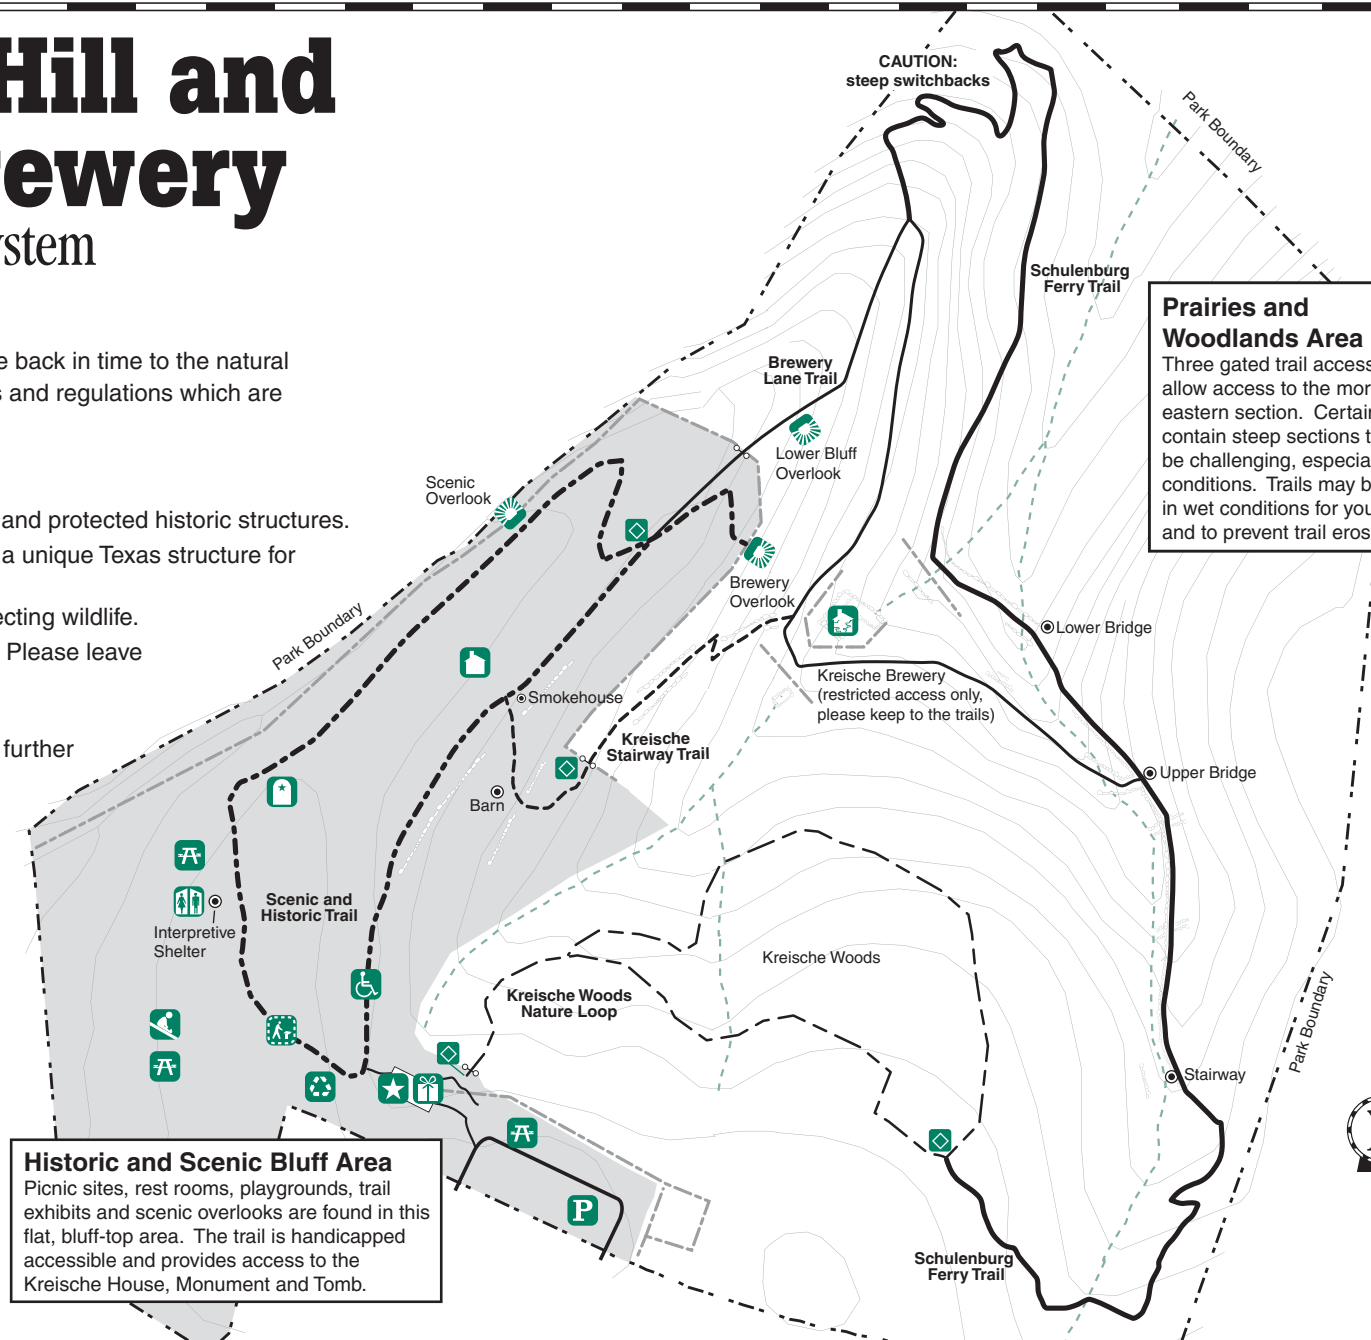 Hill and
rewery
ystem
e back in time to the natural
s and regulations which are
and protected historic structures.
a unique Texas structure for
ecting wildlife.
Please leave
further
CAUTION:
steep switchbacks
Park Boundary
Schulenburg
Ferry Trail
Prairies and
Woodlands Area
Three gated trail access
allow access to the mor
eastern section. Certain
contain steep sections t
be challenging, especia
conditions. Trails may b
in wet conditions for you
and to prevent trail eros
Brewery
Lane Trail
Lower Bluff
Overlook
Scenic
Overlook
Brewery
Overlook
Park Boundary
Lower Bridge
Kreische Brewery
(restricted access only,
please keep to the trails)
Smokehouse
Kreische
Stairway Trail
Upper Bridge
Barn
Scenic and
Historic Trail
Interpretive
Shelter
Kreische Woods
Kreische Woods
Nature Loop
Park Boundary
Stairway
Historic and Scenic Bluff Area
Picnic sites, rest rooms, playgrounds, trail
exhibits and scenic overlooks are found in this
flat, bluff-top area. The trail is handicapped
accessible and provides access to the
Kreische House, Monument and Tomb.
P
Schulenburg
Ferry Trail